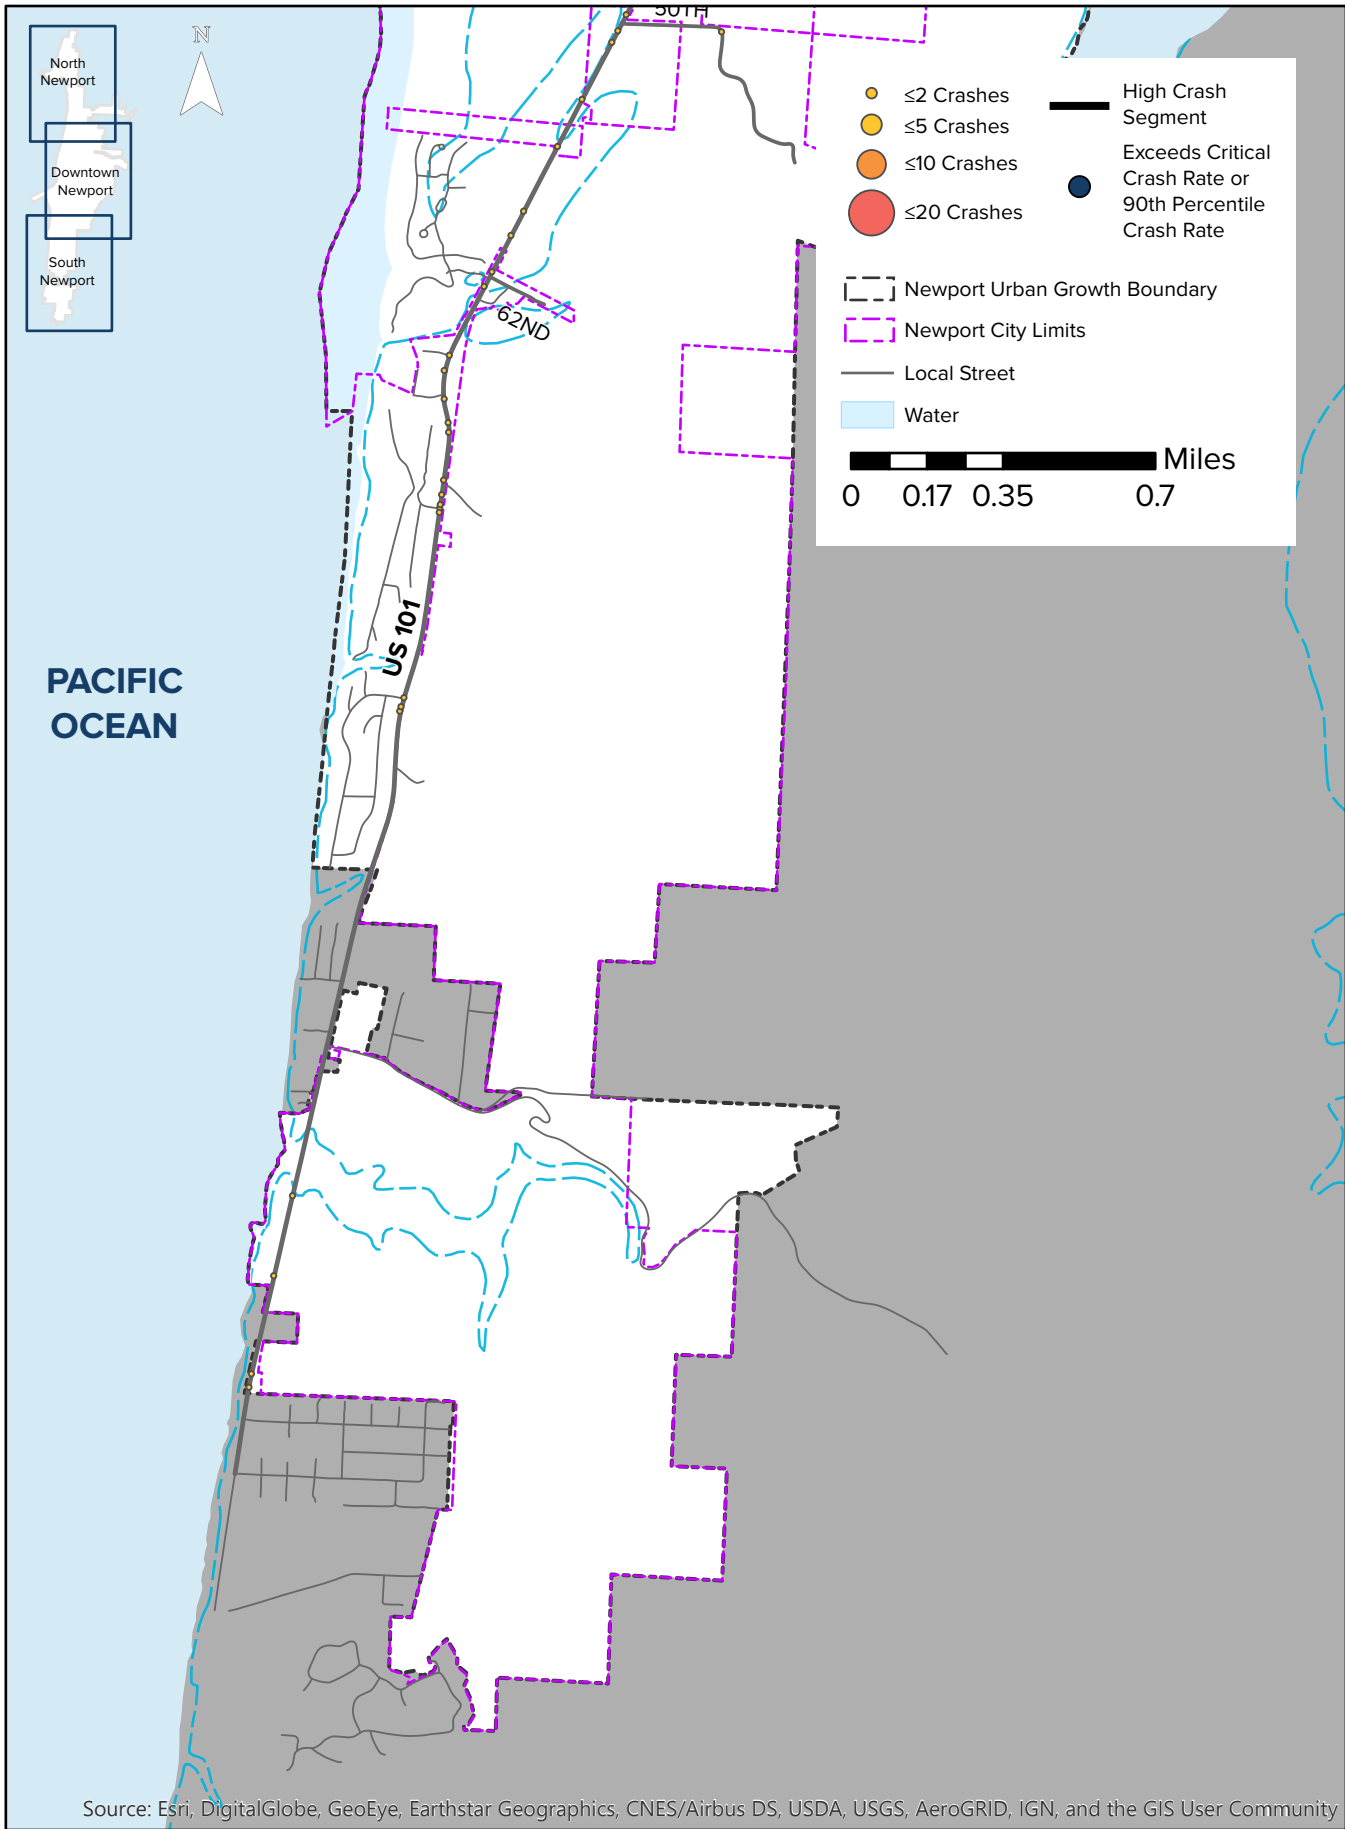 50TH
N
North
Newport
Downtown
Newport
South
Newport
≤2 Crashes
≤5 Crashes
≤10 Crashes
≤20 Crashes
High Crash
Segment
Exceeds Critical
Crash Rate or
90th Percentile
Crash Rate
Newport Urban Growth Boundary
Newport City Limits
Local Street
Water
Miles
0 0.17 0.35 0.7
62ND
US 101
PACIFIC
OCEAN
Source: Esri, DigitalGlobe, GeoEye, Earthstar Geographics, CNES/Airbus DS, USDA, USGS, AeroGRID, IGN, and the GIS User Community